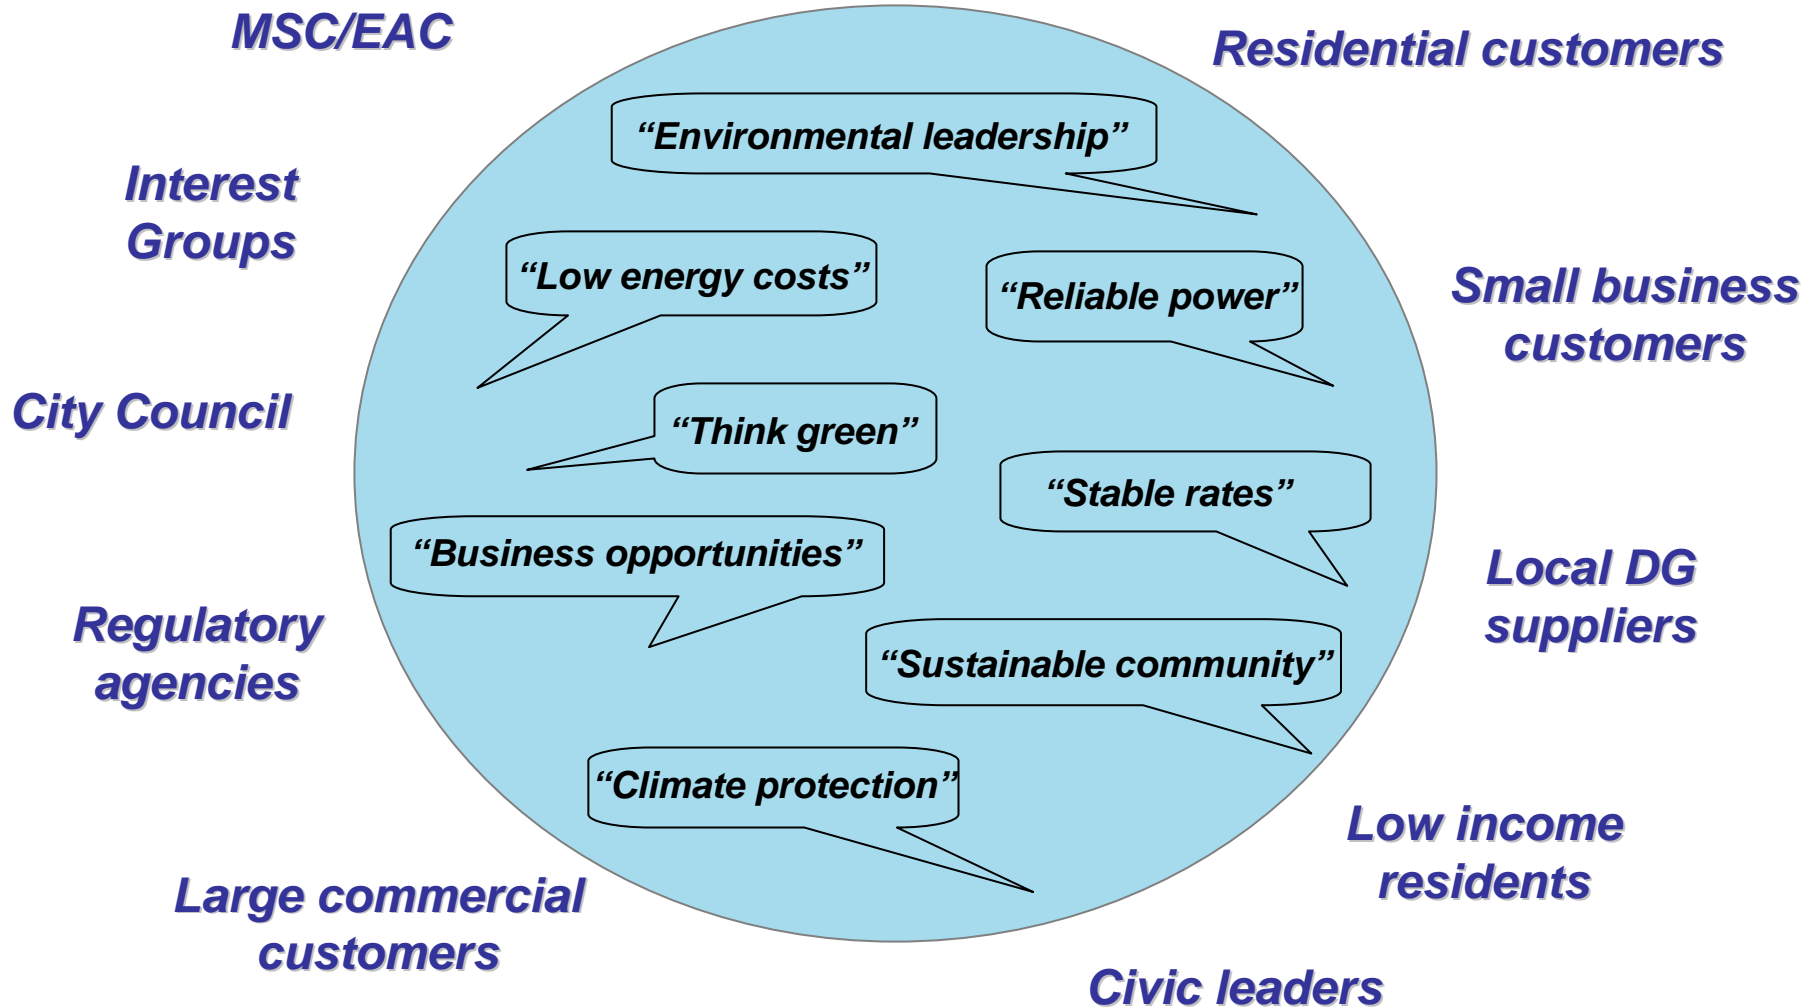 MSC/EAC
Residential customers
“Environmental leadership”
Interest
Groups
“Low energy costs”
“Reliable power”
Small business
customers
City Council
“Think green”
“Stable rates”
“Business opportunities”
Local DG
suppliers
Regulatory
agencies
“Sustainable community”
“Climate protection”
Low income
residents
Large commercial
customers
Civic leaders